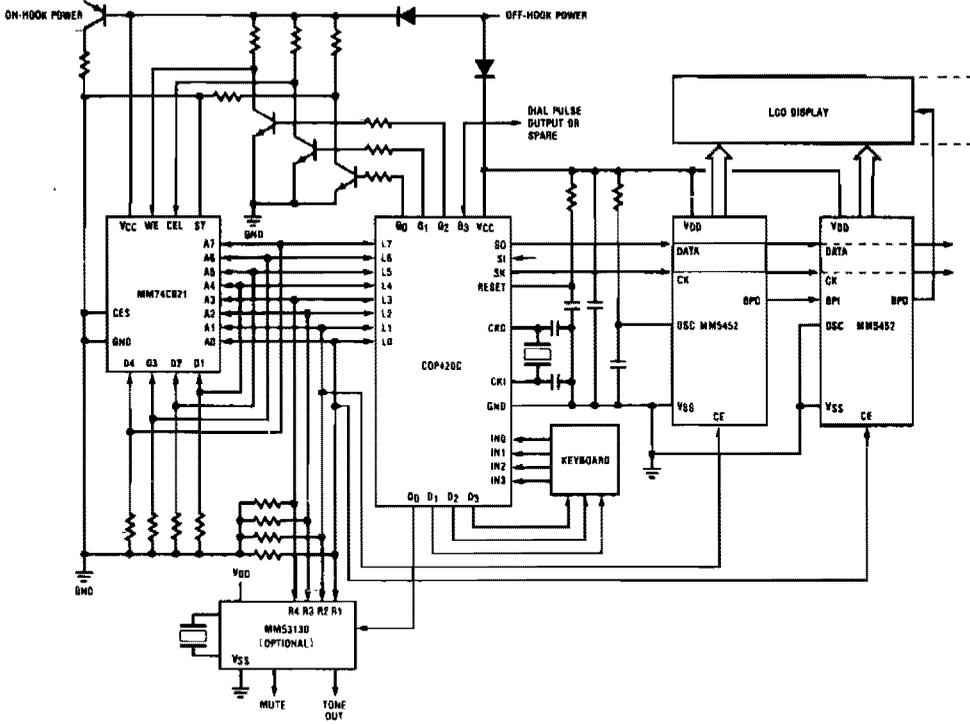 ON-HOOK POWER
OFF-HOOK POWER
DIAL PULSE
OUTPUT OR
SPARE
LCD DISPLAY
GND
VCC WE CEL ST
MM74C921
CES
GND
A7
A6
A5
A4
A3
A2
A1
A0
D4 D3 D2 D1
G0 G1 G2 B3 VCC
L7
L6
L5
L4
L3
L2
L1
L0
COP420C
SO
SI
SK
RESET
CKO
CKI
GND
IN0
IN1
IN2
IN3
D0 D1 D2 D3
KEYBOARD
VDD
DATA
CK
BPO
OSC MM5452
VSS
CE
VDD
DATA
CK
BPI BPO
OSC MM5452
VSS
CE
GND
VDD
R4 R3 R2 R1
MM53130
(OPTIONAL)
VSS
MUTE
TONE
OUT